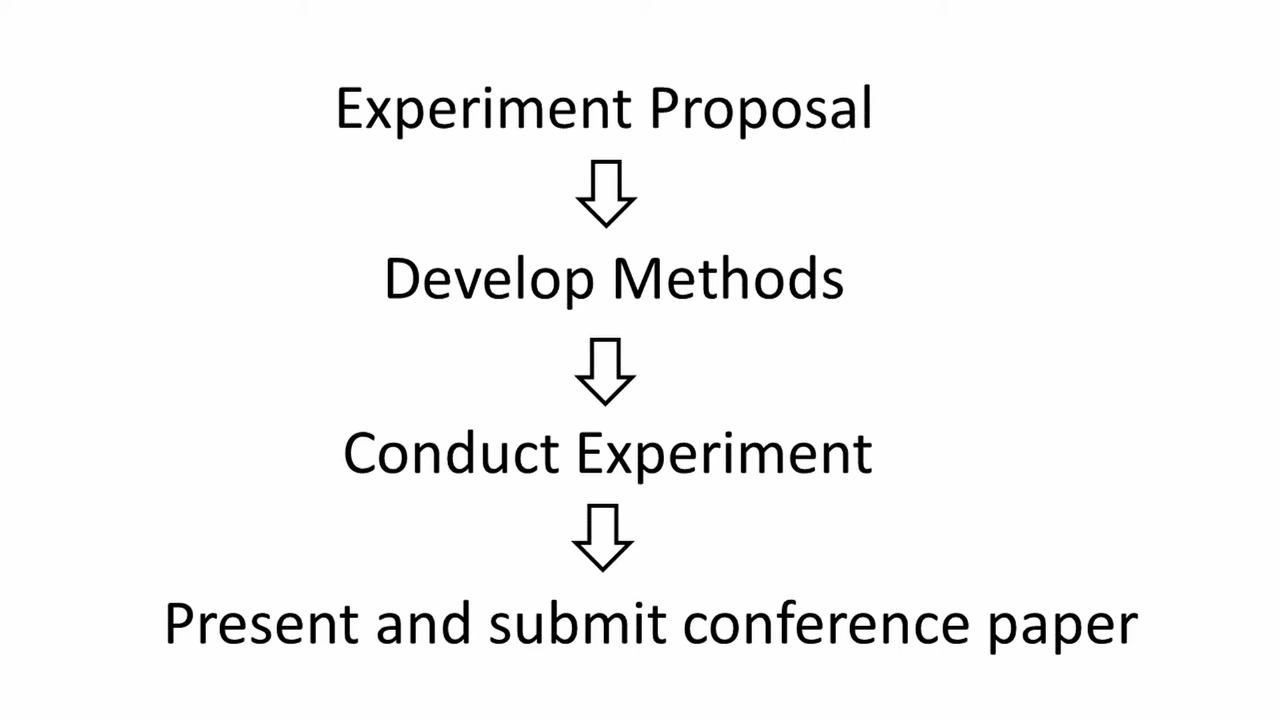 Experiment Proposal
Develop Methods
Conduct Experiment
Present and submit conference paper